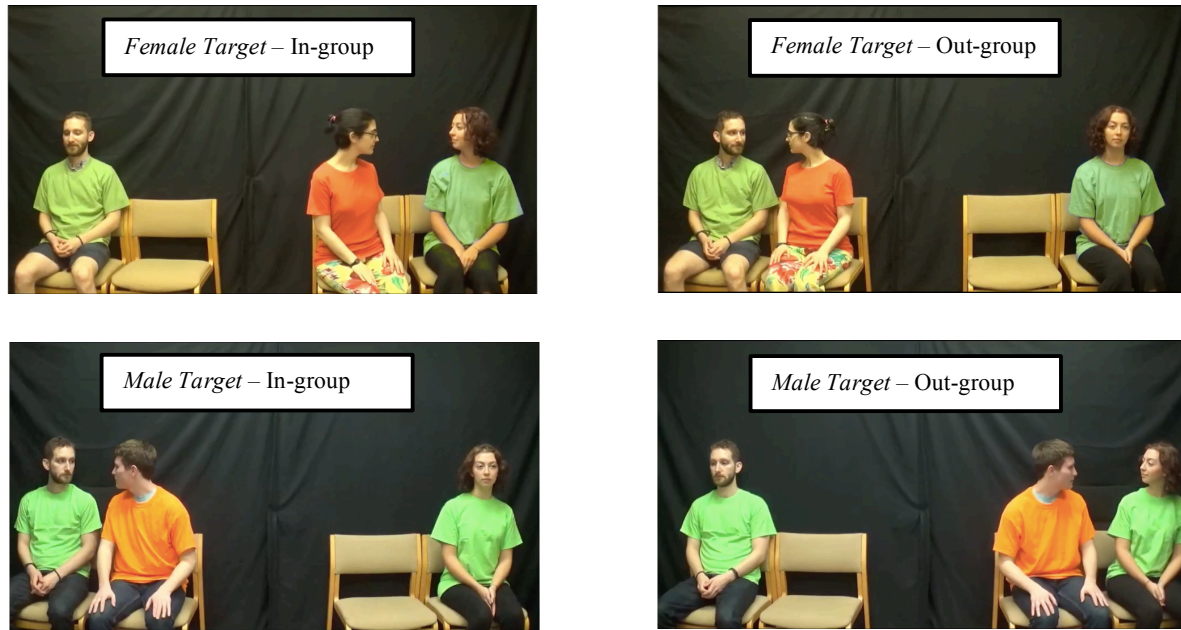 Female Target – In-group
Female Target – Out-group
Male Target – In-group
Male Target – Out-group